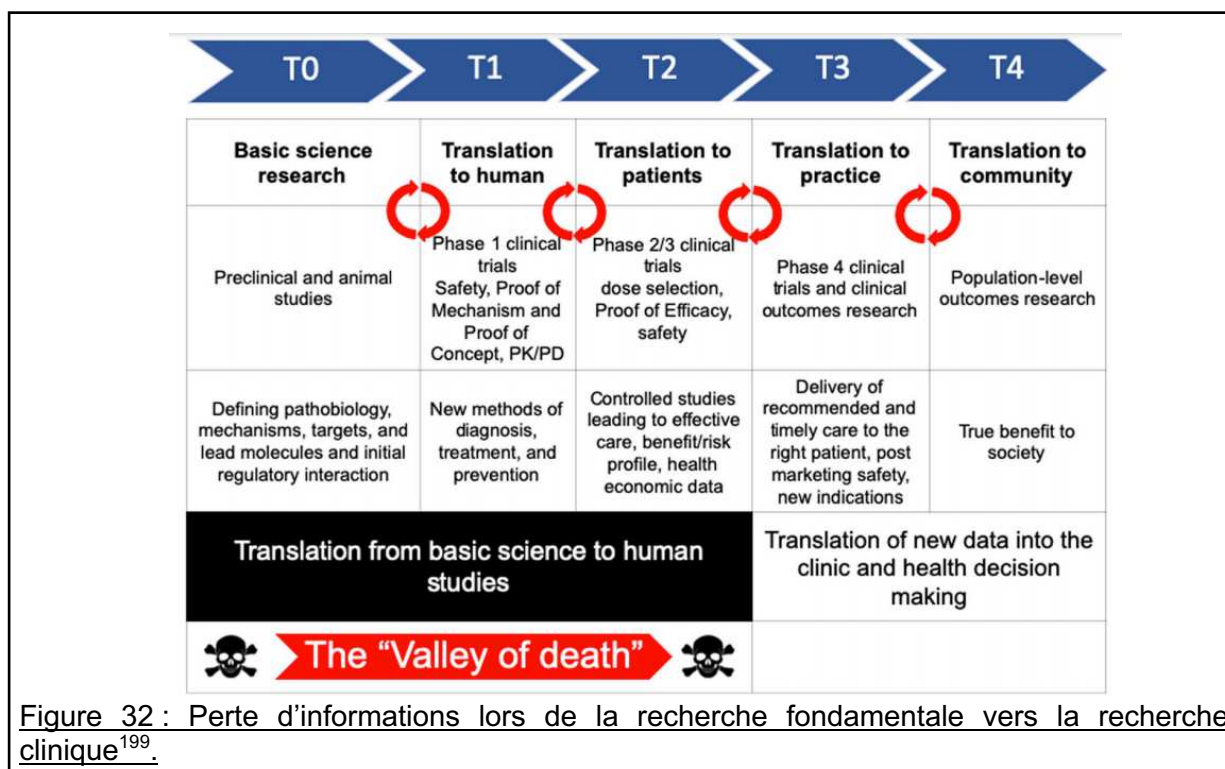 T0
T1
T2
T3
T4
Basic science
research
Translation
to human
Translation to
patients
Translation to
practice
Translation to
community
Preclinical and animal
studies
Phase 1 clinical
trials
Safety, Proof of
Mechanism and
Proof of
Concept, PK/PD
Phase 2/3 clinical
trials
dose selection,
Proof of Efficacy,
safety
Phase 4 clinical
trials and clinical
outcomes research
Population-level
outcomes research
Defining pathobiology,
mechanisms, targets, and
lead molecules and initial
regulatory interaction
New methods of
diagnosis,
treatment, and
prevention
Controlled studies
leading to effective
care, benefit/risk
profile, health
economic data
Delivery of
recommended and
timely care to the
right patient, post
marketing safety,
new indications
True benefit to
society
Translation from basic science to human
studies
Translation of new data into the
clinic and health decision
making
The “Valley of death”
Figure 32 : Perte d’informations lors de la recherche fondamentale vers la recherche
clinique199.